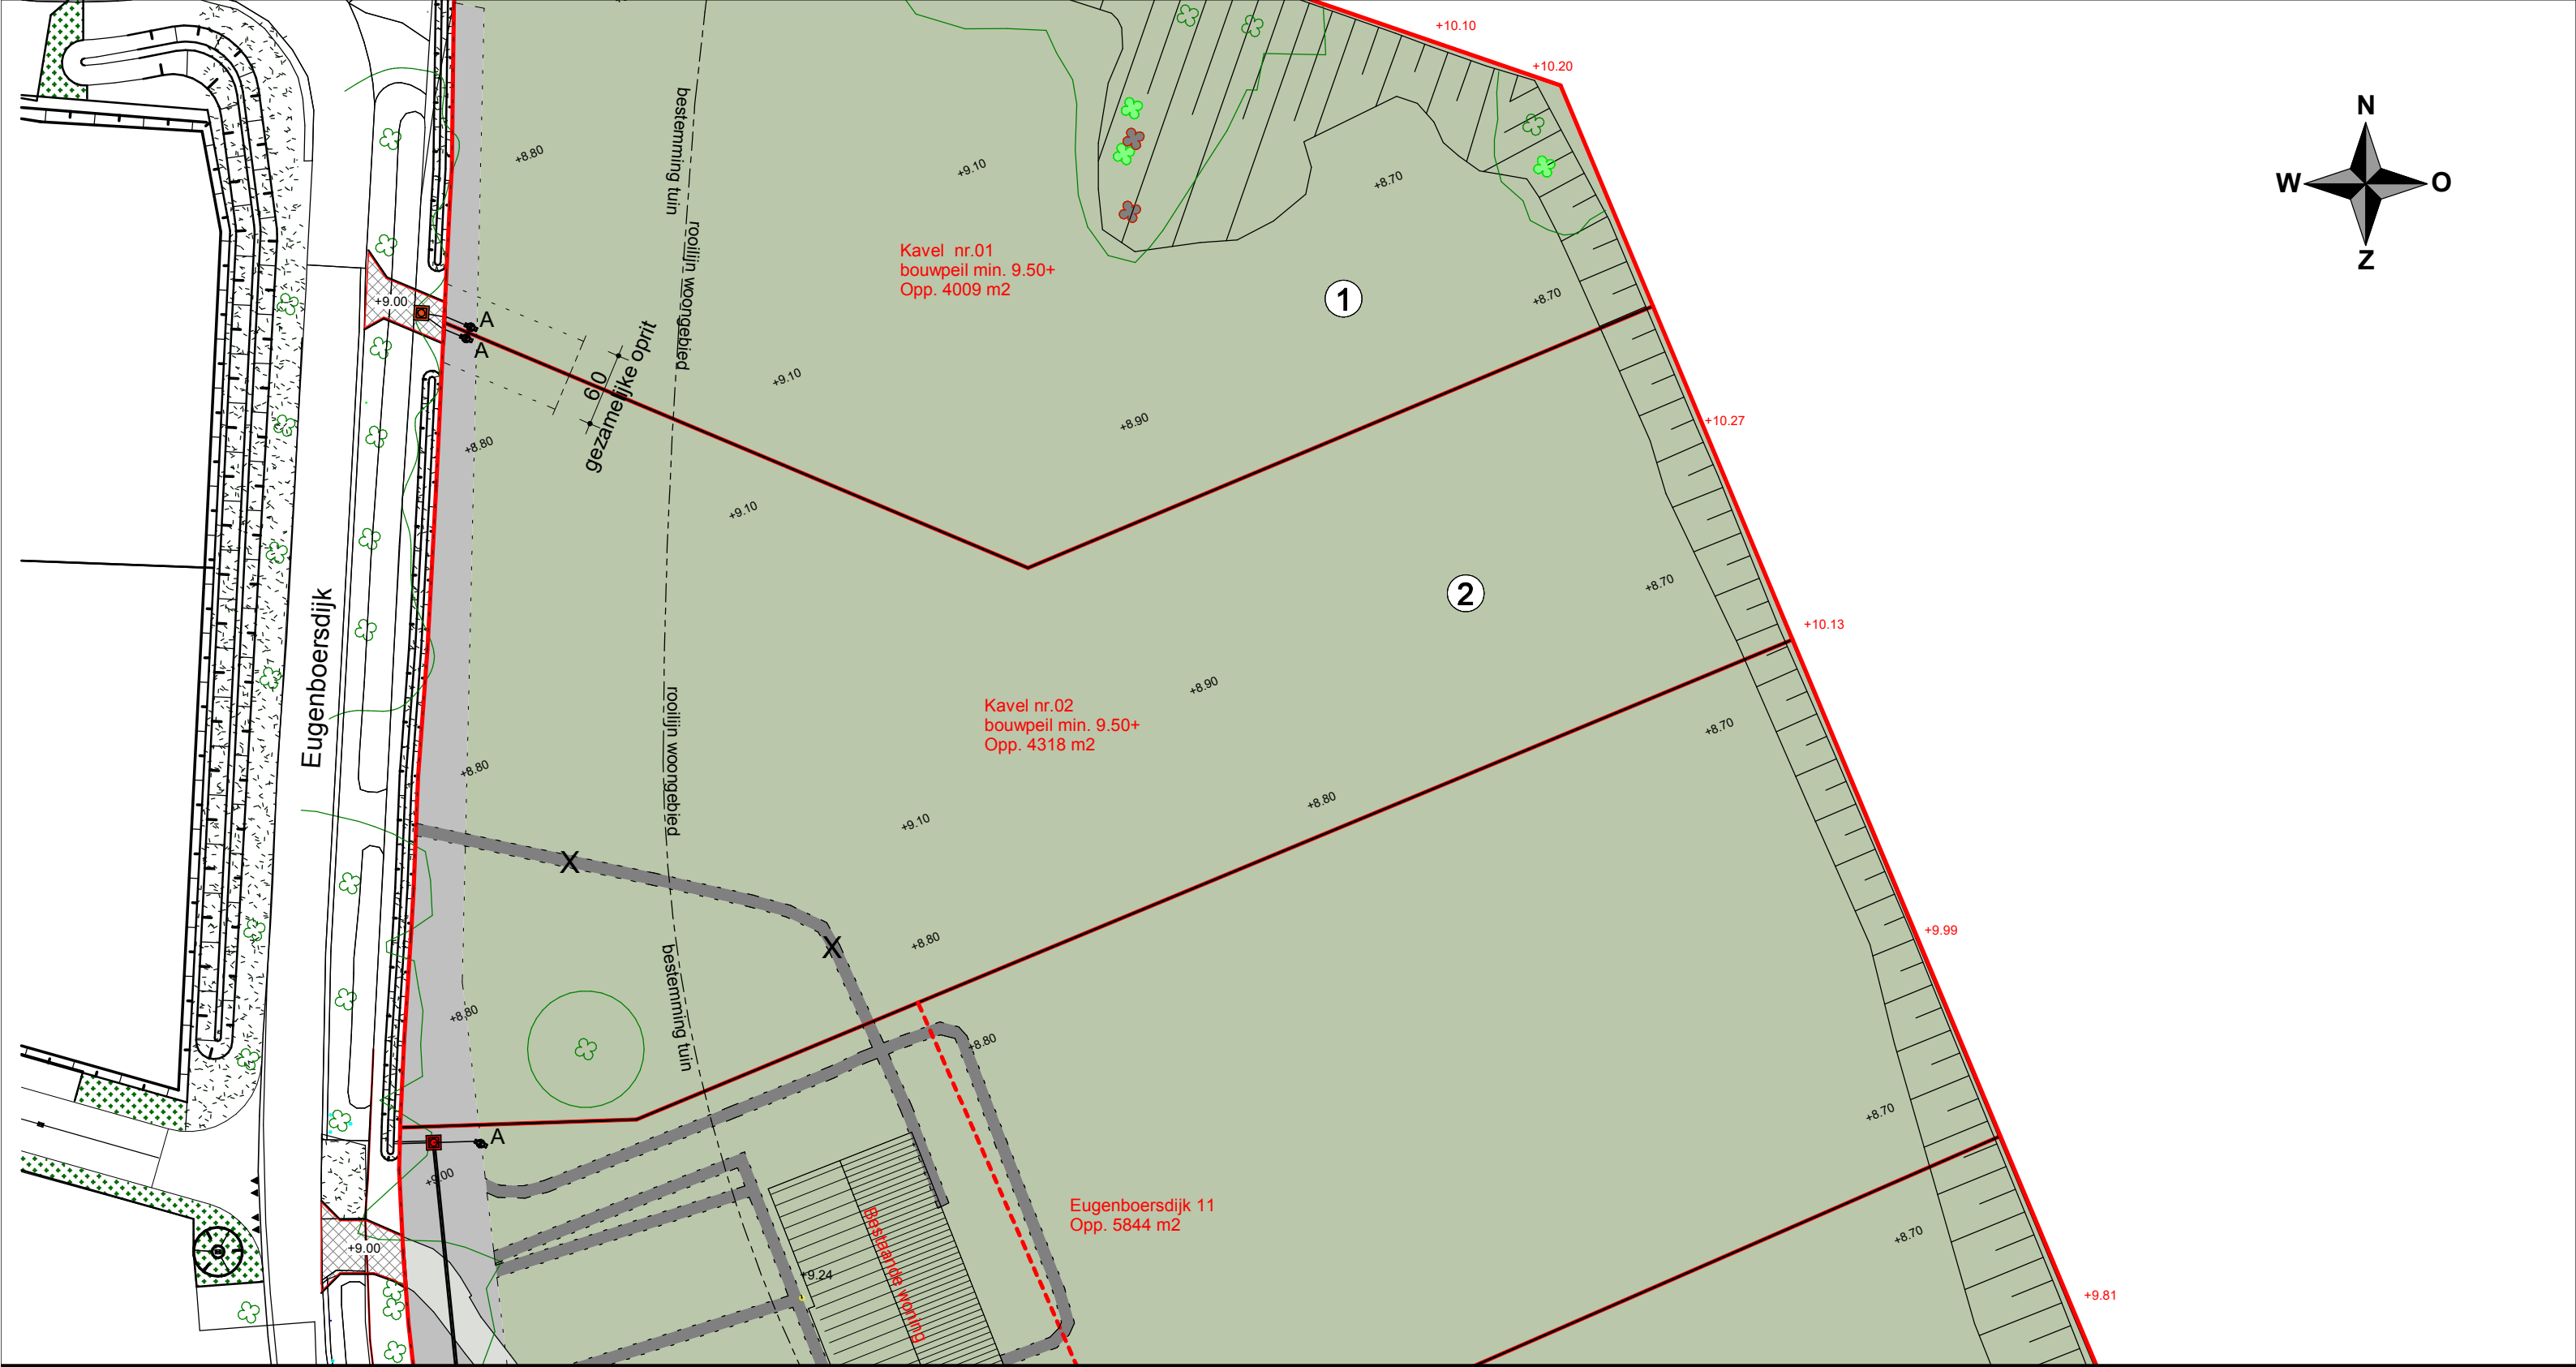 +10.10
+10.20
N
W
O
Z
+8.80
bestemming tuin
+9.10
+8.70
rooilijn woongebied
Kavel nr.01
bouwpeil min. 9.50+
Opp. 4009 m2
1
+8.70
+9.00
A
A
6.0
gezamelijke oprit
+9.10
+8.90
+10.27
+8.80
+9.10
2
+8.70
+10.13
Eugenboersdijk
+8.90
Kavel nr.02
bouwpeil min. 9.50+
Opp. 4318 m2
rooilijn woongebied
+8.70
+8.80
+8.80
+9.10
X
X
+8.80
+9.99
bestemming tuin
+8.80
+8.80
+8.70
A
+9.00
Eugenboersdijk 11
Opp. 5844 m2
Bestaande woning
+9.00
+9.24
+8.70
+9.81